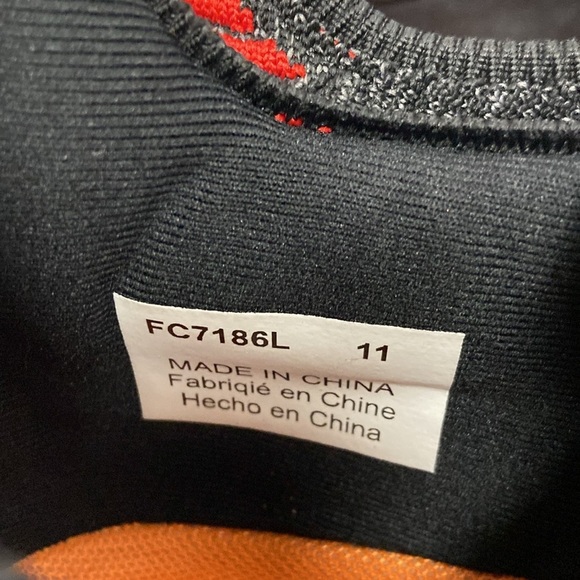 FC7186L 11
MADE IN CHINA
Fabriqié en Chine
Hecho en China